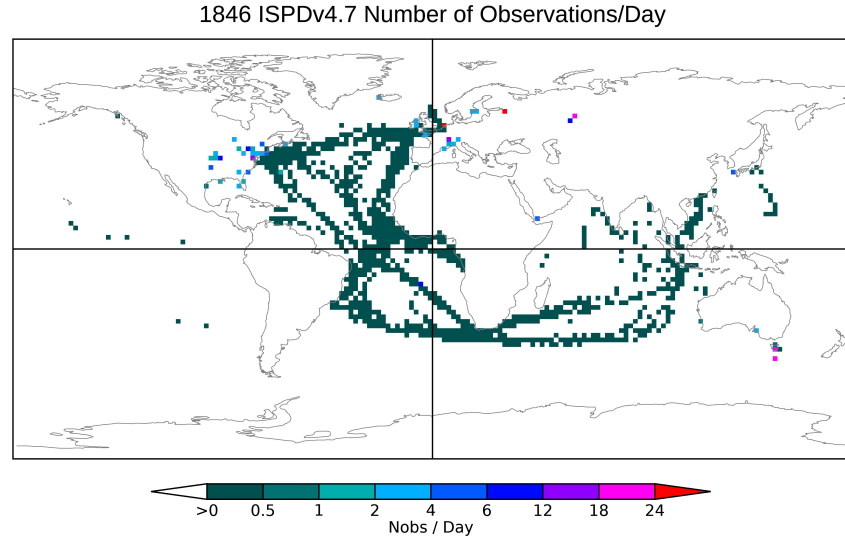 1846 ISPDv4.7 Number of Observations/Day
>0 0.5 1 2 4 >6 12 18 24
Nobs / Day